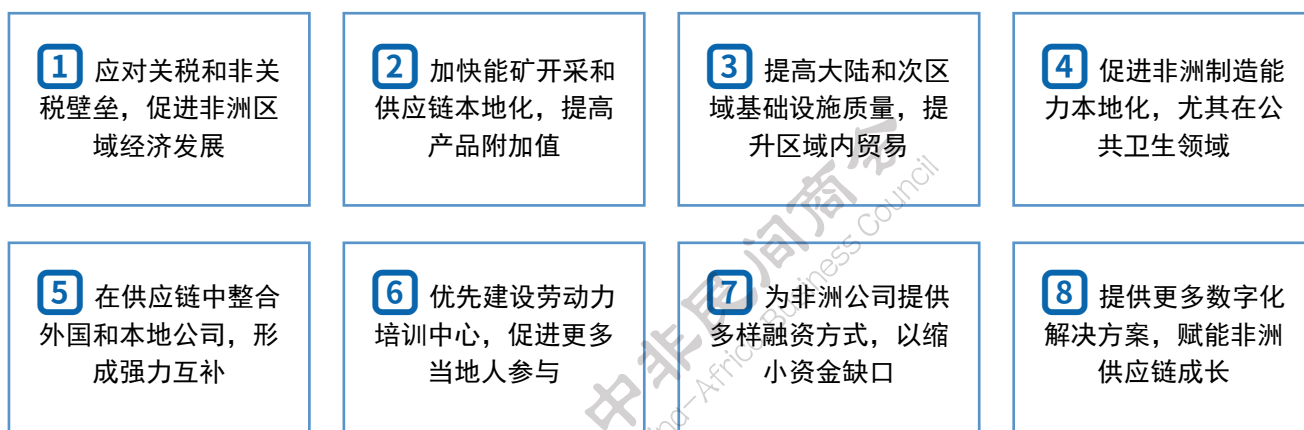 1 应对关税和非关
税壁垒，促进非洲区
域经济发展
2 加快能矿开采和
供应链本地化，提高
产品附加值
3 提高大陆和次区
域基础设施质量，提
升区域内贸易
4 促进非洲制造能
力本地化，尤其在公
共卫生领域
5 在供应链中整合
外国和本地公司，形
成强力互补
6 优先建设劳动力
培训中心，促进更多
当地人参与
7 为非洲公司提供
多样融资方式，以缩
小资金缺口
8 提供更多数字化
解决方案，赋能非洲
供应链成长
中非民间商会
ina-Africa Business Council